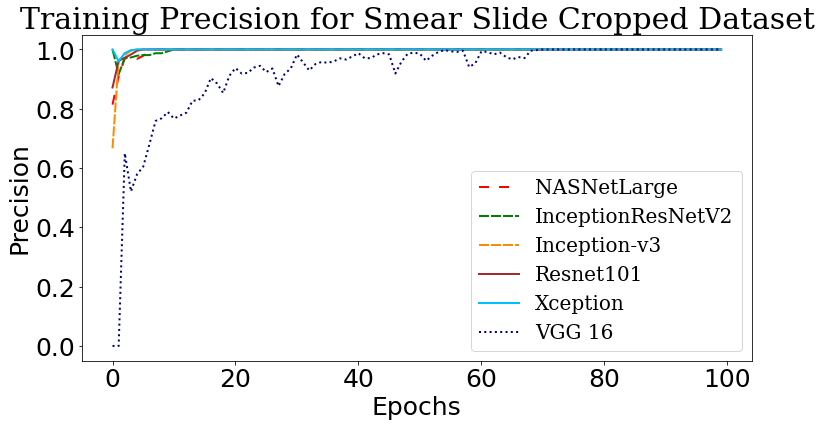 Training Precision for Smear Slide Cropped Dataset
1.0
0.8
0.6
0.4
0.2
0.0
Precision
NASNetLarge
InceptionResNetV2
Inception-v3
Resnet101
Xception
VGG 16
0 20 40 60 80 100
Epochs